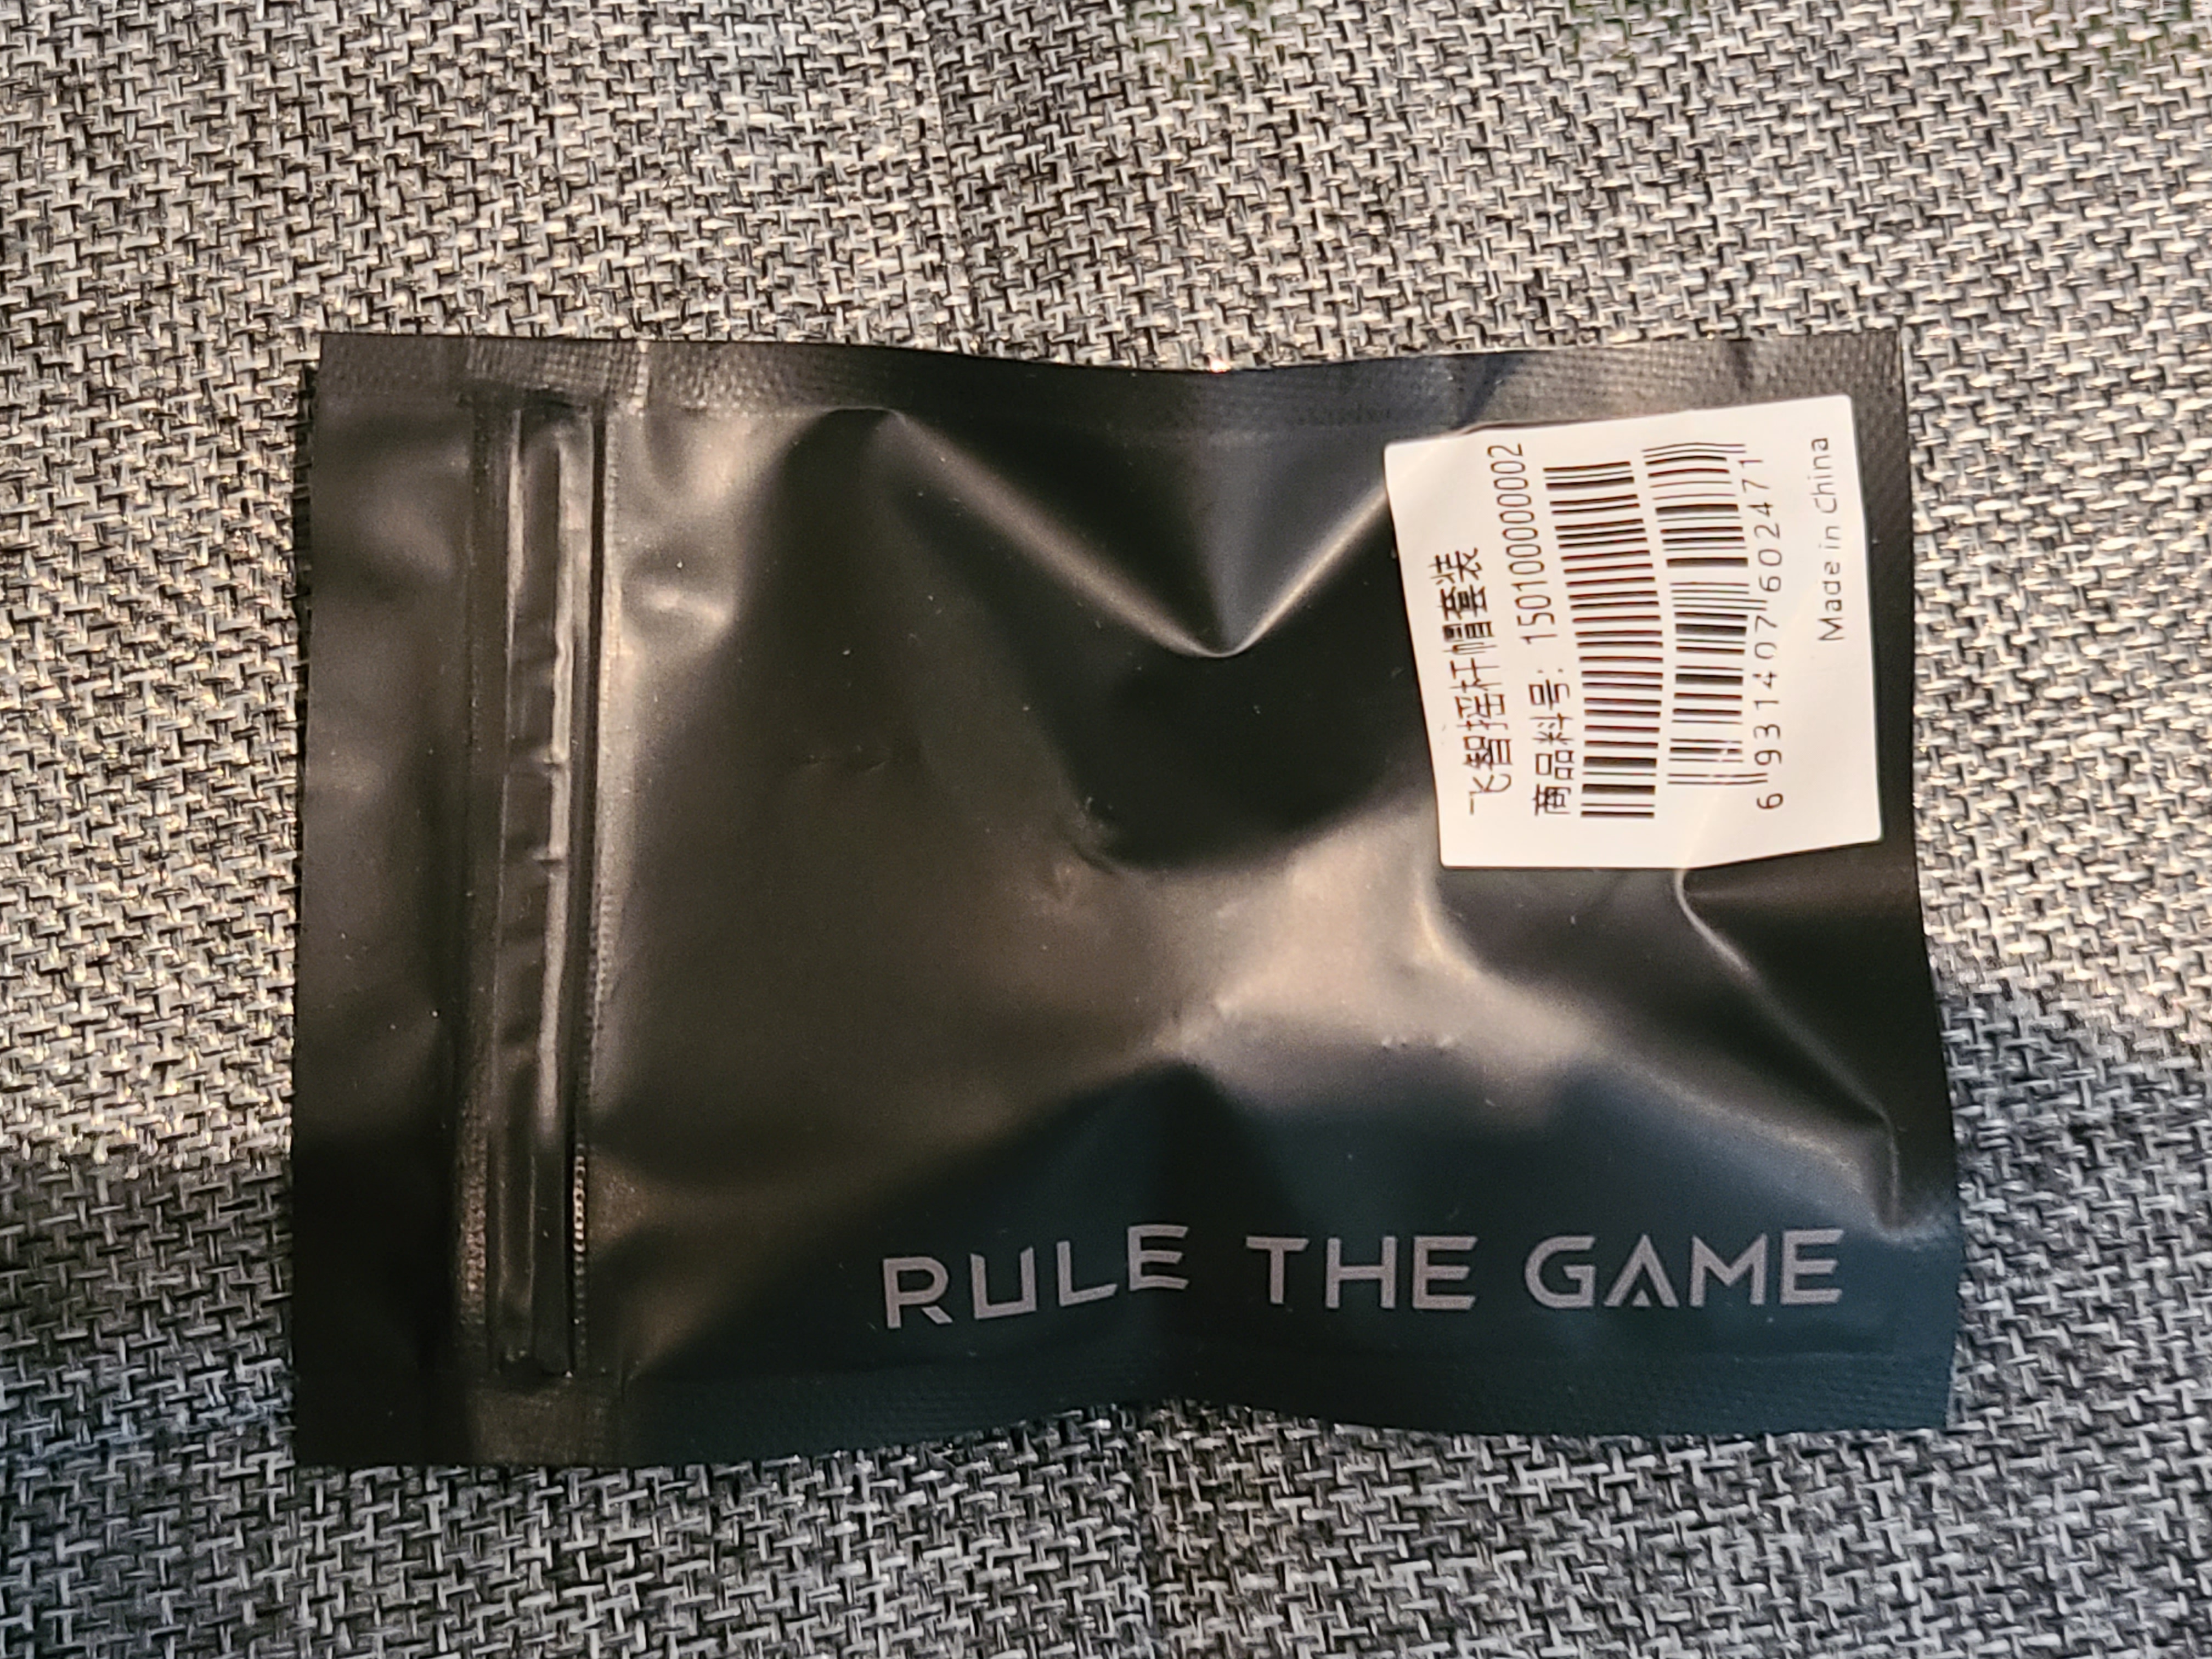 飞智摇杆帽套装
商品料号: 15010000000002
6 931407 602471
Made in China
RULE THE GAME